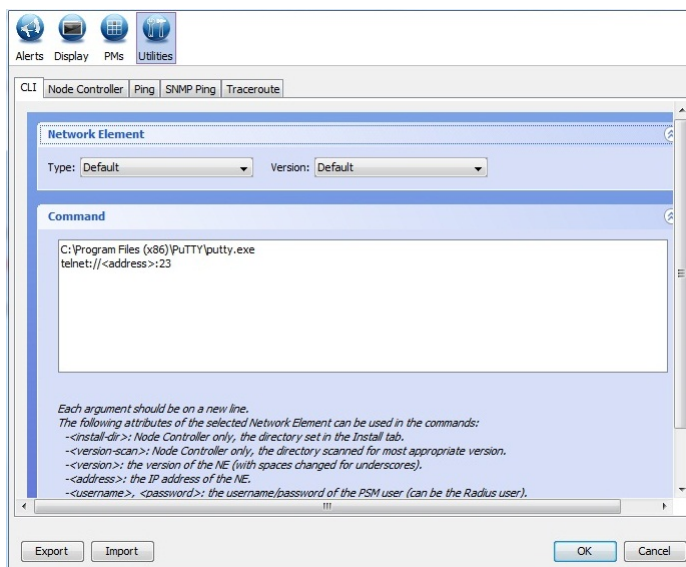 Alerts Display PMs Utilities
CLI Node Controller Ping SNMP Ping Traceroute
Network Element
Type: Default Version: Default
Command
C:\Program Files (x86)\PuTTY\putty.exe
telnet://<address>:23
Each argument should be on a new line.
The following attributes of the selected Network Element can be used in the commands:
-<install-dir>: Node Controller only, the directory set in the Install tab.
-<version-scan>: Node Controller only, the directory scanned for most appropriate version.
-<version>: the version of the NE (with spaces changed for underscores).
-<address>: the IP address of the NE.
-<username>, <password>: the username/password of the PSM user (can be the Radius user).
Export Import OK Cancel